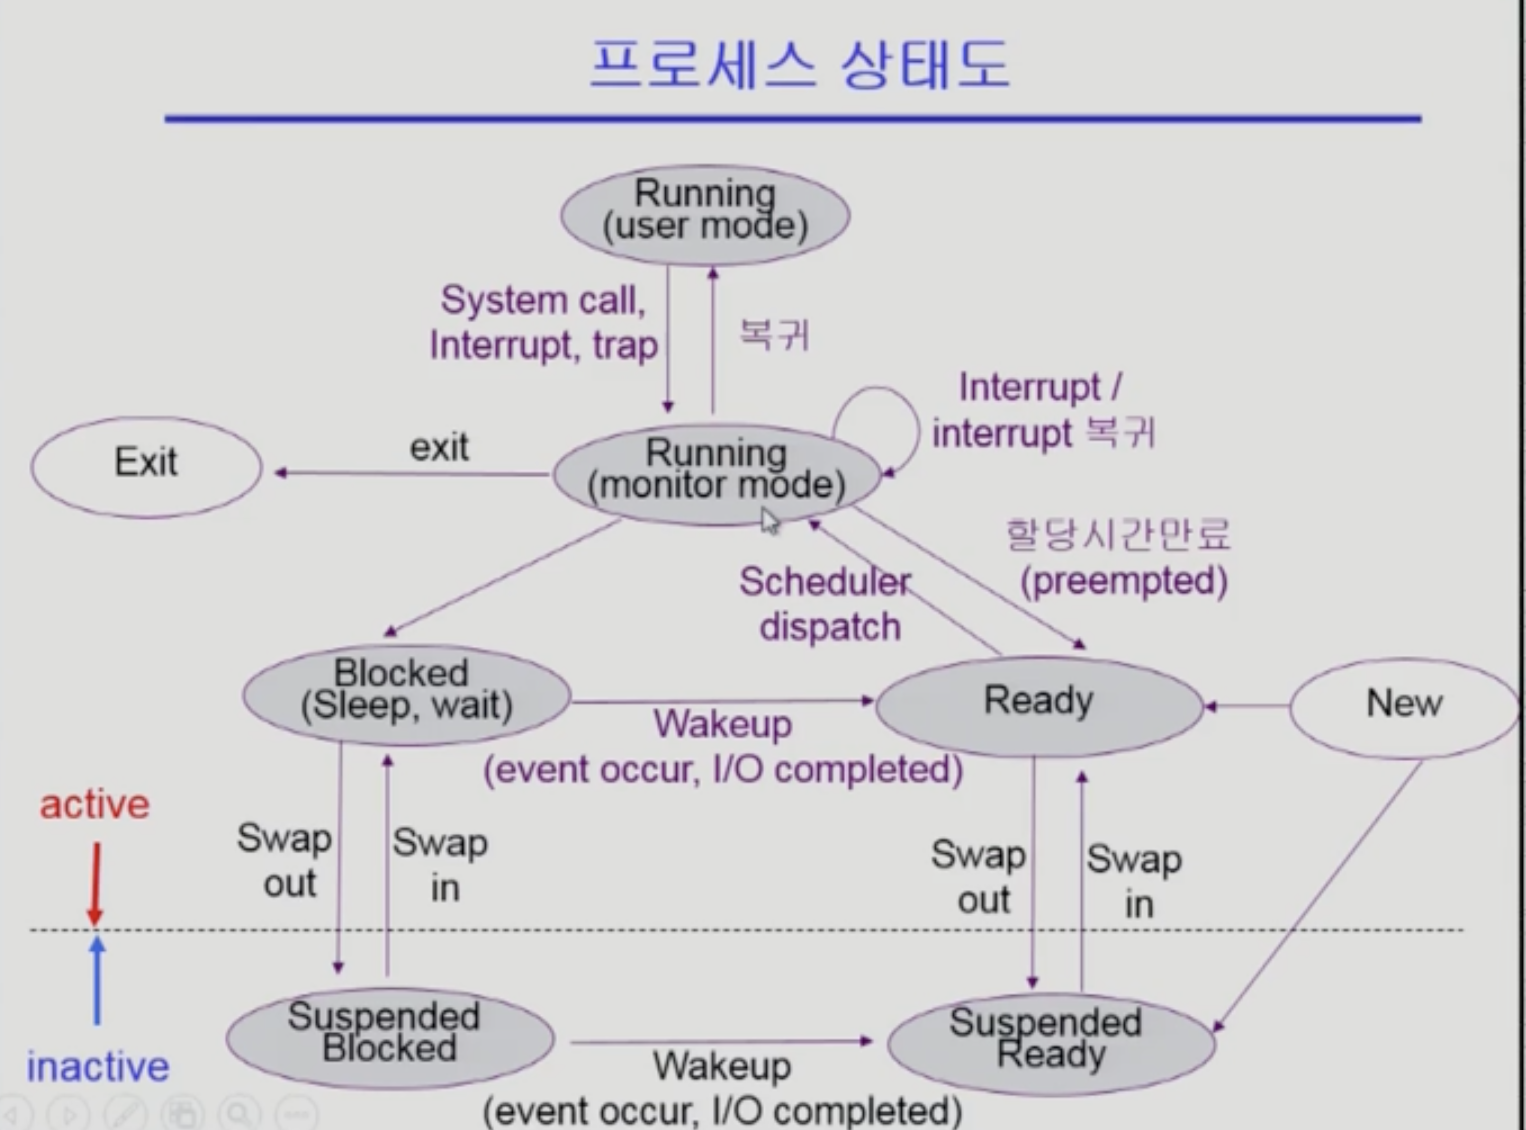 프로세스 상태도
Running
(user mode)
System call,
Interrupt, trap
복귀
Interrupt /
interrupt 복귀
Exit
exit
Running
(monitor mode)
할당시간만료
(preempted)
Scheduler
dispatch
Blocked
(Sleep, wait)
Ready
New
Wakeup
(event occur, I/O completed)
active
Swap
out
Swap
in
Swap
out
Swap
in
inactive
Suspended
Blocked
Suspended
Ready
Wakeup
(event occur, I/O completed)